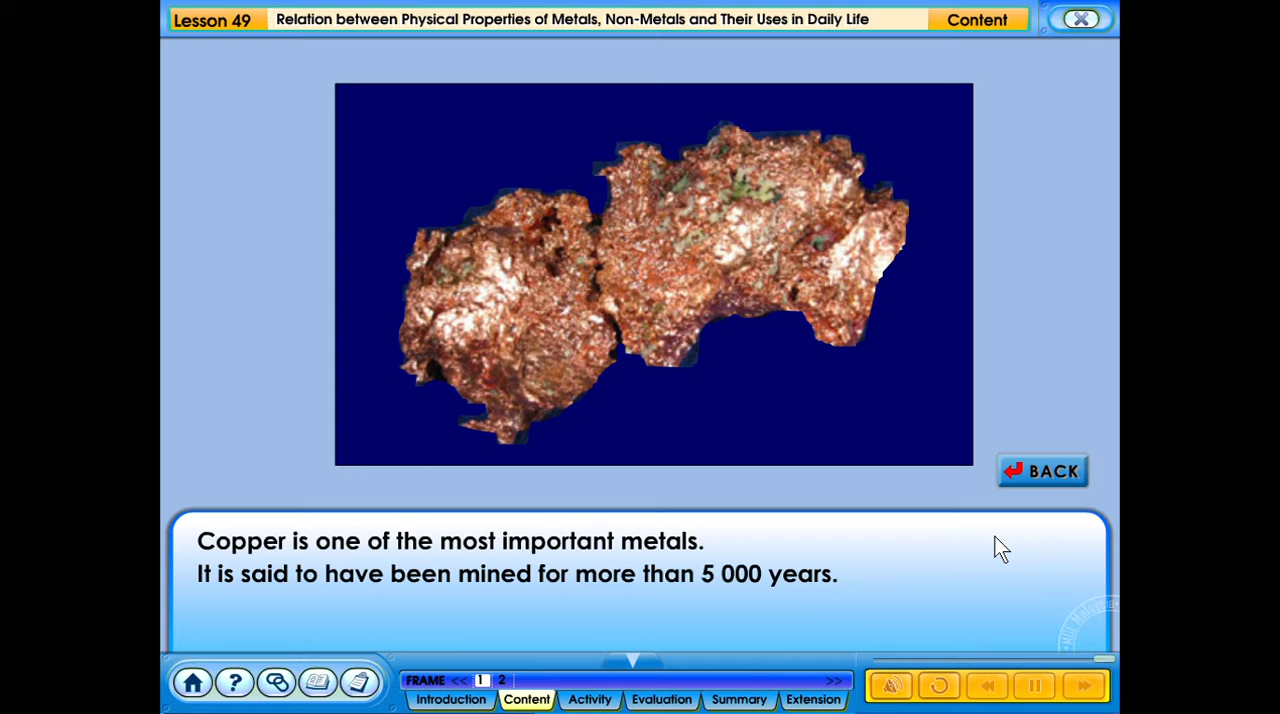 Lesson 49
Relation between Physical Properties of Metals, Non-Metals and Their Uses in Daily Life
Content
BACK
Copper is one of the most important metals.
It is said to have been mined for more than 5 000 years.
FRAME << 1 2 >>
Introduction
Content
Activity
Evaluation
Summary
Extension